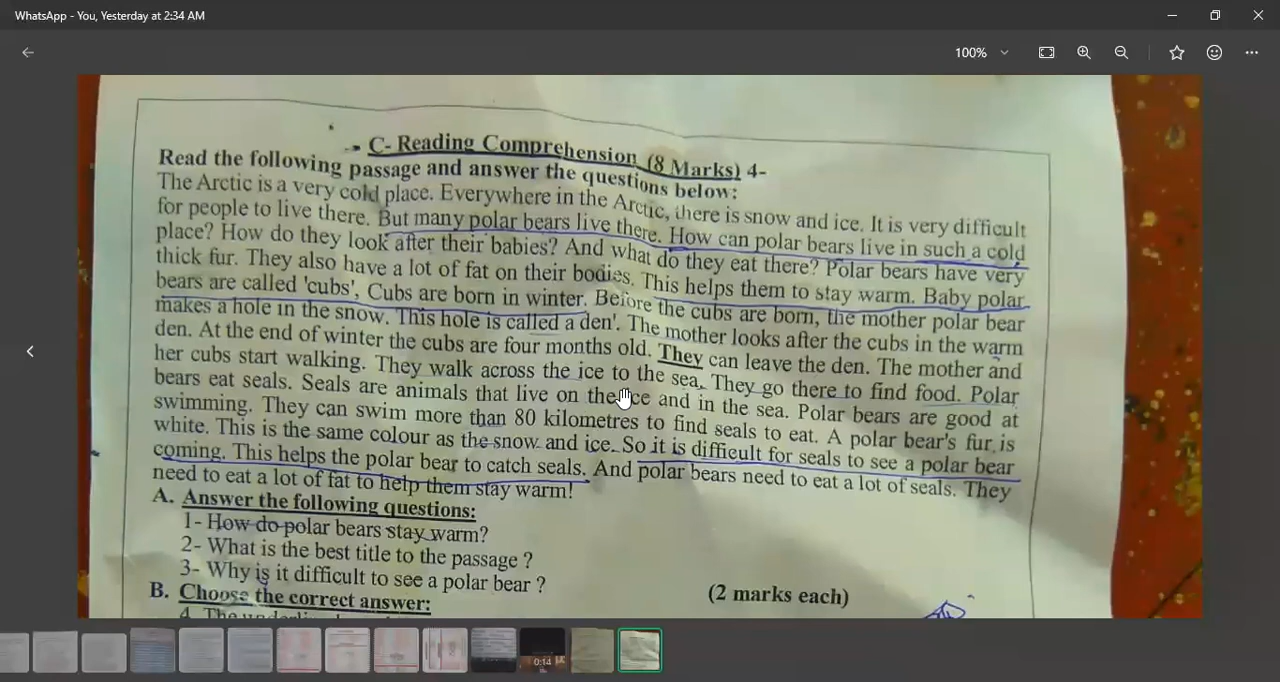 WhatsApp - You, Yesterday at 2:34 AM
100%
C- Reading Comprehension (8 Marks) 4-
Read the following passage and answer the questions below:
The Arctic is a very cold place. Everywhere in the Arctic, there is snow and ice. It is very difficult
for people to live there. But many polar bears live there. How can polar bears live in such a cold
place? How do they look after their babies? And what do they eat there? Polar bears have very
thick fur. They also have a lot of fat on their bodies. This helps them to stay warm. Baby polar
bears are called 'cubs', Cubs are born in winter. Before the cubs are born, the mother polar bear
makes a hole in the snow. This hole is called a den'. The mother looks after the cubs in the warm
den. At the end of winter the cubs are four months old. They can leave the den. The mother and
her cubs start walking. They walk across the ice to the sea. They go there to find food. Polar
bears eat seals. Seals are animals that live on the ice and in the sea. Polar bears are good at
swimming. They can swim more than 80 kilometres to find seals to eat. A polar bear's fur is
white. This is the same colour as the snow and ice. So it is difficult for seals to see a polar bear
coming. This helps the polar bear to catch seals. And polar bears need to eat a lot of seals. They
need to eat a lot of fat to help them stay warm!
A. Answer the following questions:
1- How do polar bears stay warm?
2- What is the best title to the passage ?
3- Why is it difficult to see a polar bear ?
B. Choose the correct answer: (2 marks each)
4. The
0:14